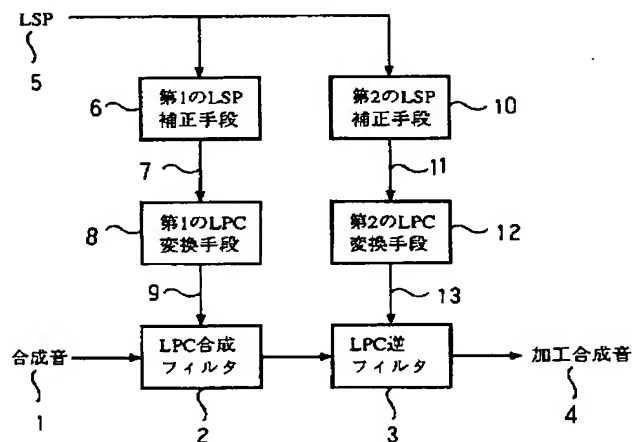 LSP
5
6
第1のLSP
補正手段
第2のLSP
補正手段
10
7
11
8
第1のLPC
変換手段
第2のLPC
変換手段
12
9
13
合成音
LPC合成
フィルタ
LPC逆
フィルタ
加工合成音
1
2
3
4